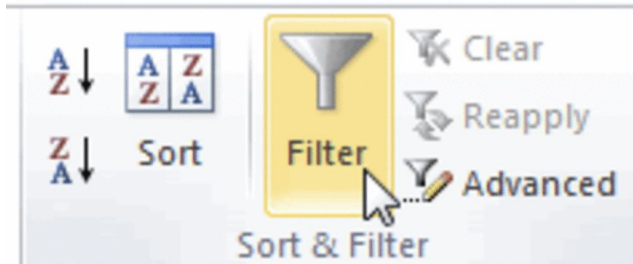 A
Z
Z
A
A Z
Z A
Sort
Filter
Clear
Reapply
Advanced
Sort & Filter